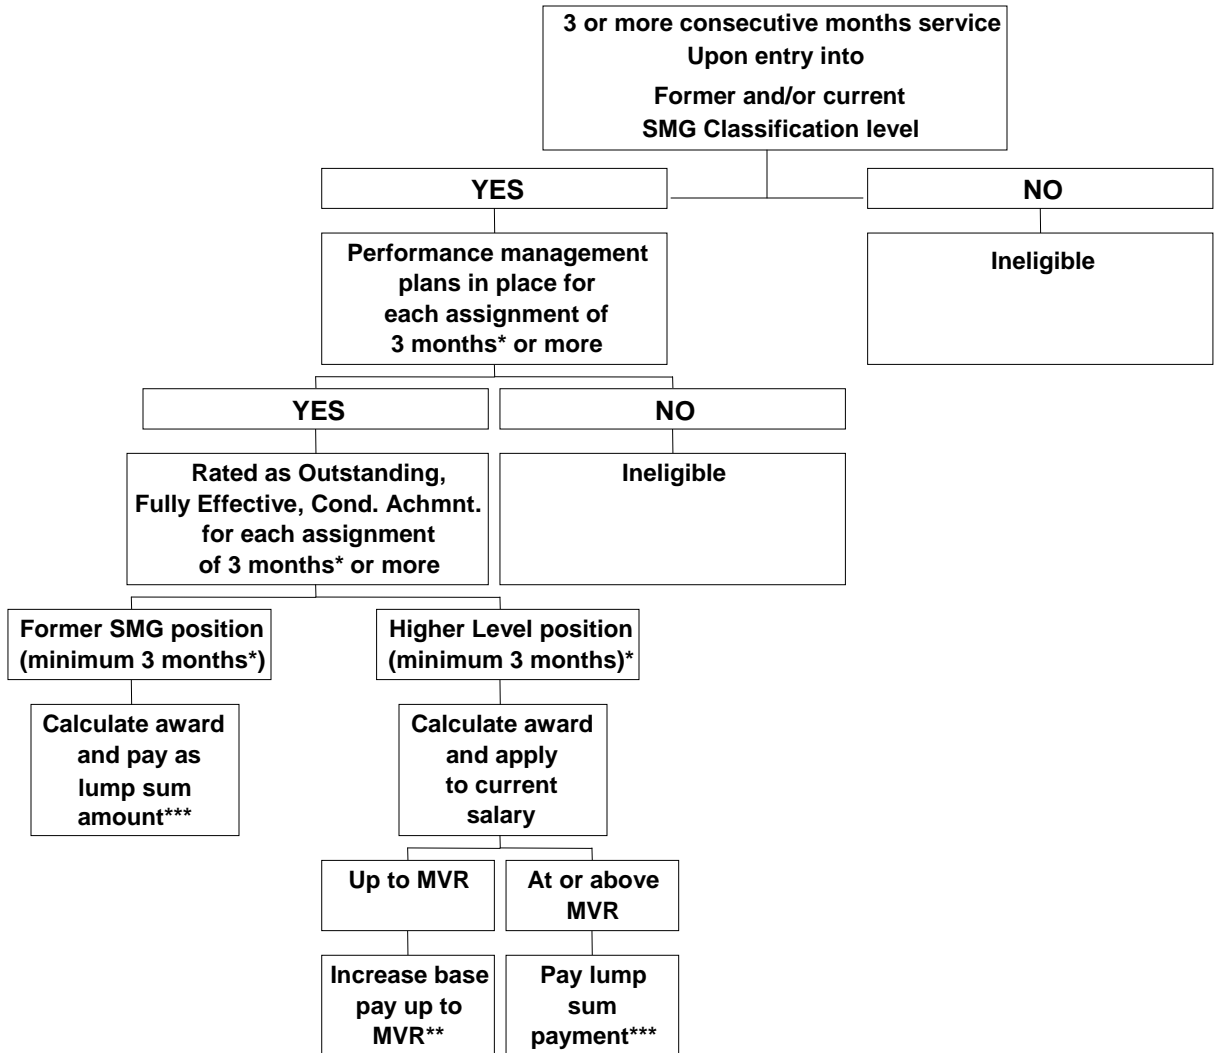 3 or more consecutive months service
Upon entry into
Former and/or current
SMG Classification level
YES
NO
Performance management
plans in place for
each assignment of
3 months* or more
Ineligible
YES
NO
Rated as Outstanding,
Fully Effective, Cond. Achmnt.
for each assignment
of 3 months* or more
Ineligible
Former SMG position
(minimum 3 months*)
Higher Level position
(minimum 3 months)*
Calculate award
and pay as
lump sum
amount***
Calculate award
and apply
to current
salary
Up to MVR
At or above
MVR
Increase base
pay up to
MVR**
Pay lump
sum
payment***